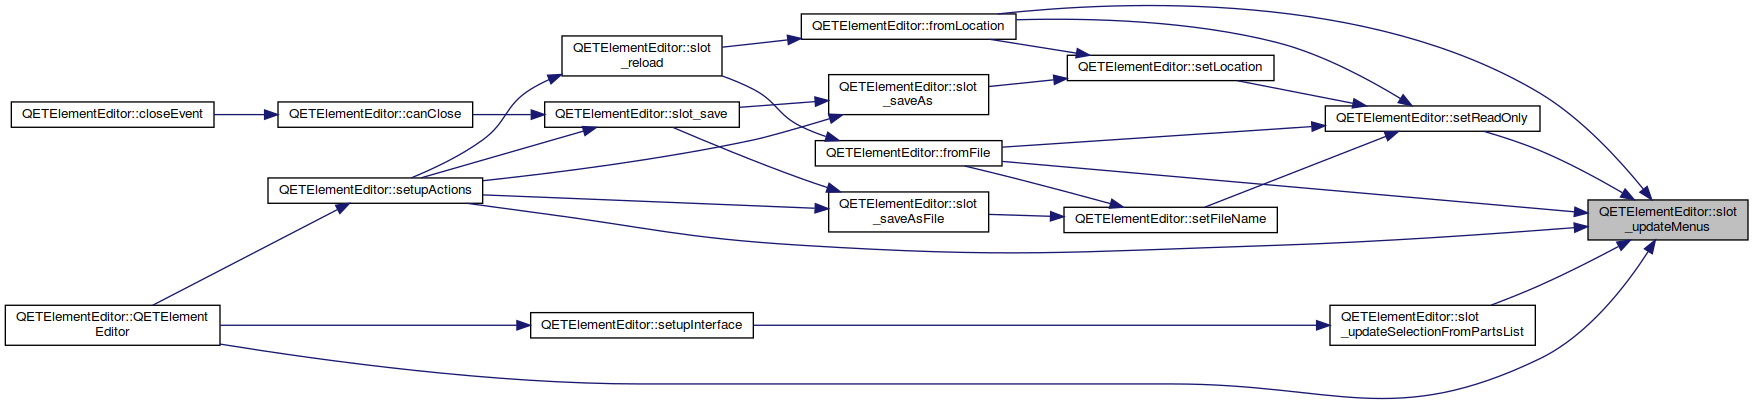 QETElementEditor::fromLocation
QETElementEditor::slot
_reload
QETElementEditor::setLocation
QETElementEditor::slot
_saveAs
QETElementEditor::closeEvent
QETElementEditor::canClose
QETElementEditor::slot_save
QETElementEditor::setReadOnly
QETElementEditor::fromFile
QETElementEditor::setupActions
QETElementEditor::slot
_saveAsFile
QETElementEditor::setFileName
QETElementEditor::slot
_updateMenus
QETElementEditor::QETElement
Editor
QETElementEditor::setupInterface
QETElementEditor::slot
_updateSelectionFromPartsList